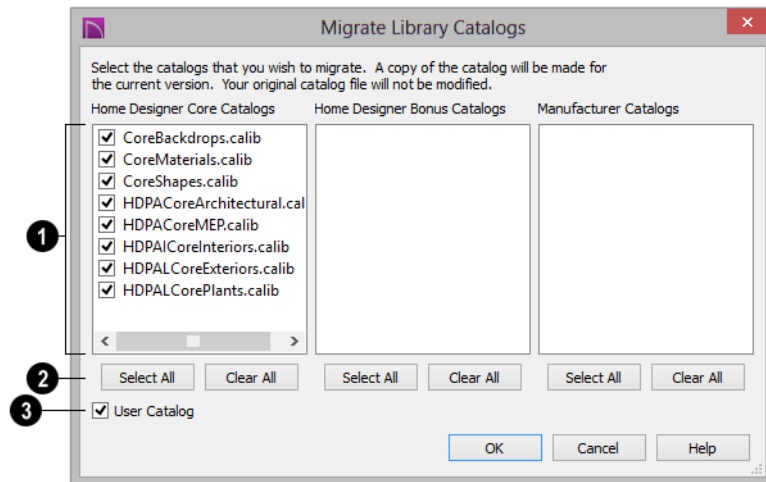 Migrate Library Catalogs
Select the catalogs that you wish to migrate. A copy of the catalog will be made for
the current version. Your original catalog file will not be modified.
Home Designer Core Catalogs Home Designer Bonus Catalogs Manufacturer Catalogs
CoreBackdrops.calib
CoreMaterials.calib
CoreShapes.calib
HDPACoreArchitectural.cal
1 HDPACoreMEP.calib
HDPAICoreInteriors.calib
HDPALCoreExteriors.calib
HDPALCorePlants.calib
2 Select All Clear All Select All Clear All Select All Clear All
3 User Catalog
OK Cancel Help